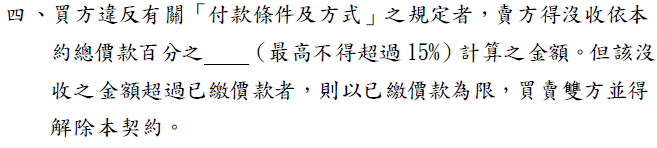 四、買方違反有關「付款條件及方式」之規定者，賣方得沒收依本
約總價款百分之____（最高不得超過15%）計算之金額。但該沒
收之金額超過已繳價款者，則以已繳價款為限，買賣雙方並得
解除本契約。